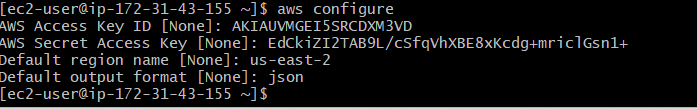 [ec2-user@ip-172-31-43-155 ~]$ aws configure
AWS Access Key ID [None]: AKIAUVMGEI5SRCDXM3VD
AWS Secret Access Key [None]: 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
Default region name [None]: us-east-2
Default output format [None]: json
[ec2-user@ip-172-31-43-155 ~]$